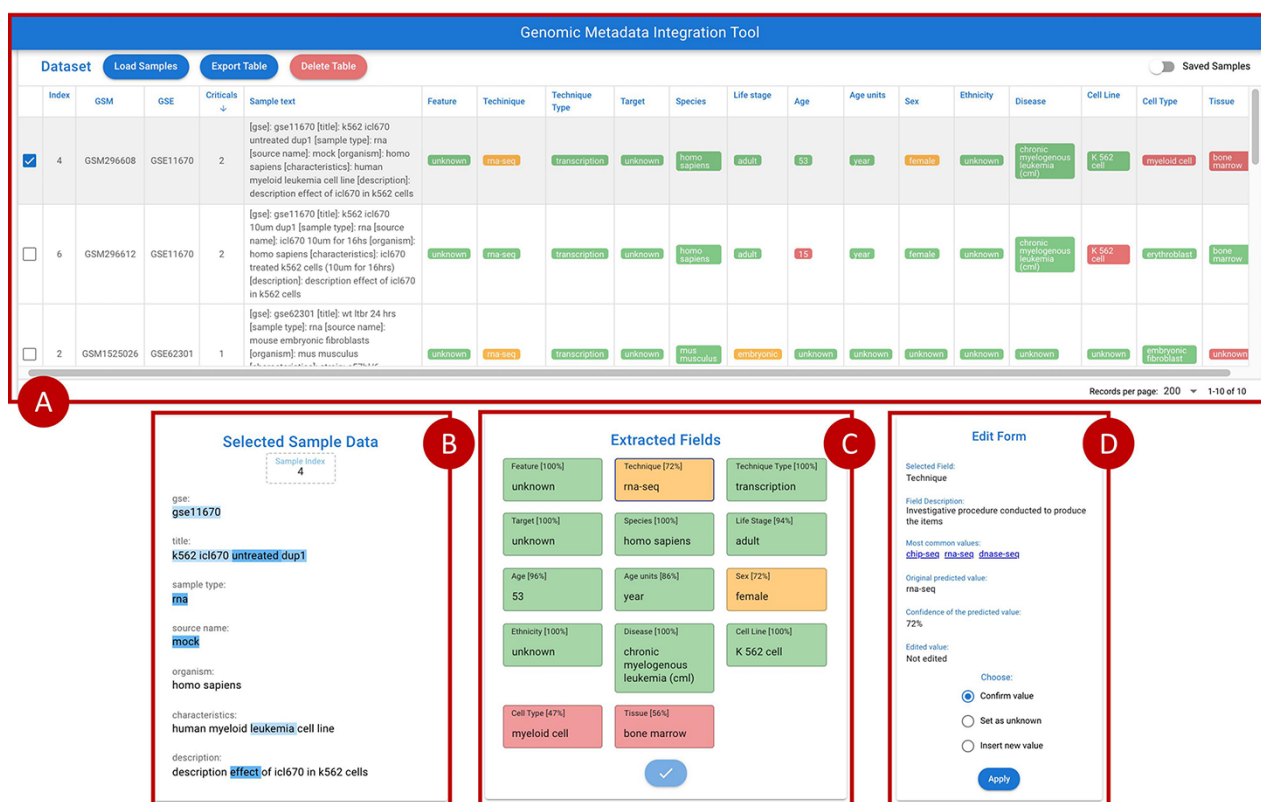 Genomic Metadata Integration Tool
Dataset Load Samples Export Table Delete Table Saved Samples
Index GSM GSE Criticals Sample text Feature Techinique Technique Type Target Species Life stage Age Age units Sex Ethnicity Disease Cell Line Cell Type Tissue
4 GSM296608 GSE11670 2
[gse]: gse11670 [title]: k562 icl670
untreated dup1 [sample type]: rna
[source name]: mock [organism]: homo
sapiens [characteristics]: human
myeloid leukemia cell line [description]:
description effect of icl670 in k562 cells
unknown rna-seq transcription unknown homo sapiens adult 53 year female unknown chronic myelogenous leukemia (cml) K 562 cell myeloid cell bone marrow
6 GSM296612 GSE11670 2
[gse]: gse11670 [title]: k562 icl670
10um dup1 [sample type]: rna [source
name]: icl670 10um for 16hs [organism]:
homo sapiens [characteristics]: icl670
treated k562 cells (10um for 16hrs)
[description]: description effect of icl670
in k562 cells
unknown rna-seq transcription unknown homo sapiens adult 15 year female unknown chronic myelogenous leukemia (cml) K 562 cell erythroblast bone marrow
2 GSM1525026 GSE62301 1
[gse]: gse62301 [title]: wt ltbr 24 hrs
[sample type]: rna [source name]:
mouse embryonic fibroblasts
[organism]: mus musculus
unknown rna-seq transcription unknown mus musculus embryonic unknown unknown unknown unknown unknown unknown embryonic fibroblast unknown
Records per page: 200 1-10 of 10
A
B
Selected Sample Data
Sample Index
4
gse:
gse11670
title:
k562 icl670 untreated dup1
sample type:
rna
source name:
mock
organism:
homo sapiens
characteristics:
human myeloid leukemia cell line
description:
description effect of icl670 in k562 cells
C
Extracted Fields
Feature [100%]
unknown
Technique [72%]
rna-seq
Technique Type [100%]
transcription
Target [100%]
unknown
Species [100%]
homo sapiens
Life Stage [94%]
adult
Age [96%]
53
Age units [86%]
year
Sex [72%]
female
Ethnicity [100%]
unknown
Disease [100%]
chronic
myelogenous
leukemia (cml)
Cell Line [100%]
K 562 cell
Cell Type [47%]
myeloid cell
Tissue [56%]
bone marrow
D
Edit Form
Selected Field:
Technique
Field Description:
Investigative procedure conducted to produce
the items
Most common values:
chip-seq rna-seq dnase-seq
Original predicted value:
rna-seq
Confidence of the predicted value:
72%
Edited value:
Not edited
Choose:
Confirm value
Set as unknown
Insert new value
Apply